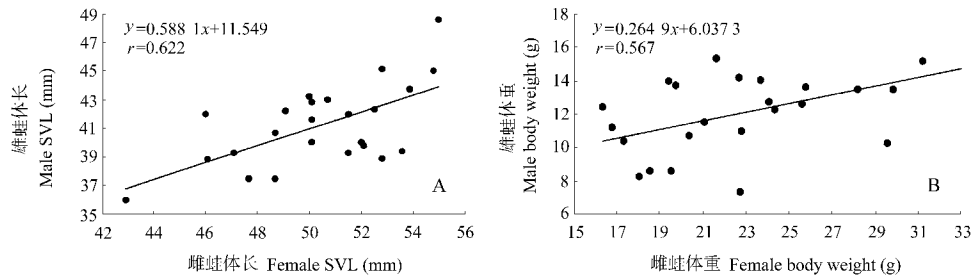 y=0.588 1x+11.549
r=0.622
雄蛙体长
Male SVL (mm)
49
47
45
43
41
39
37
35
A
42 44 46 48 50 52 54 56
雌蛙体长 Female SVL (mm)
y=0.264 9x+6.037 3
r=0.567
雄蛙体重
Male body weight (g)
18
16
14
12
10
8
6
B
15 17 19 21 23 25 27 29 31 33
雌蛙体重 Female body weight (g)